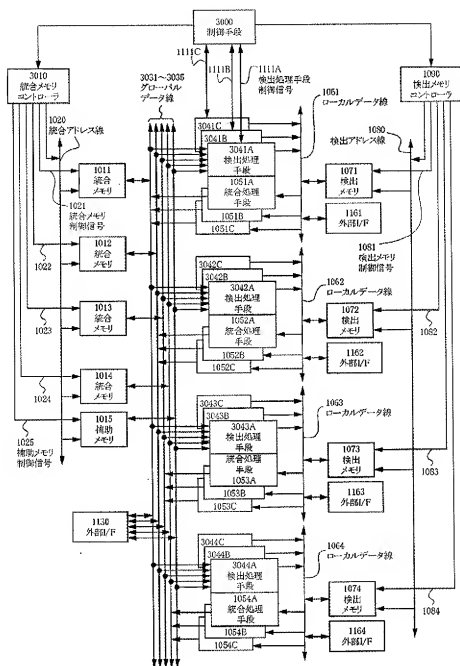 3000
制御手段
1111C
1111B
1111A
検出処理手段
制御信号
3010
統合メモリ
コントローラ
1090
検出メモリ
コントローラ
3031～3035
グローバル
データ線
1020
統合アドレス線
1061
ローカルデータ線
1080
検出アドレス線
3041C
3041B
3041A
検出処理
手段
1051A
統合処理
手段
1051B
1051C
1011
統合
メモリ
1071
検出
メモリ
1161
外部I/F
1021
統合メモリ
制御信号
1081
検出メモリ
制御信号
1012
統合
メモリ
1022
3042C
3042B
3042A
検出処理
手段
1052A
統合処理
手段
1052B
1052C
1062
ローカルデータ線
1013
統合
メモリ
1023
1072
検出
メモリ
1082
1162
外部I/F
1014
統合
メモリ
1024
1015
補助
メモリ
1025
補助メモリ
制御信号
3043C
3043B
3043A
検出処理
手段
統合処理
手段
1053A
1053B
1053C
1063
ローカルデータ線
1073
検出
メモリ
1083
1163
外部I/F
1130
外部I/F
3044C
3044B
3044A
検出処理
手段
1054A
統合処理
手段
1054B
1054C
1064
ローカルデータ線
1074
検出
メモリ
1084
1164
外部I/F